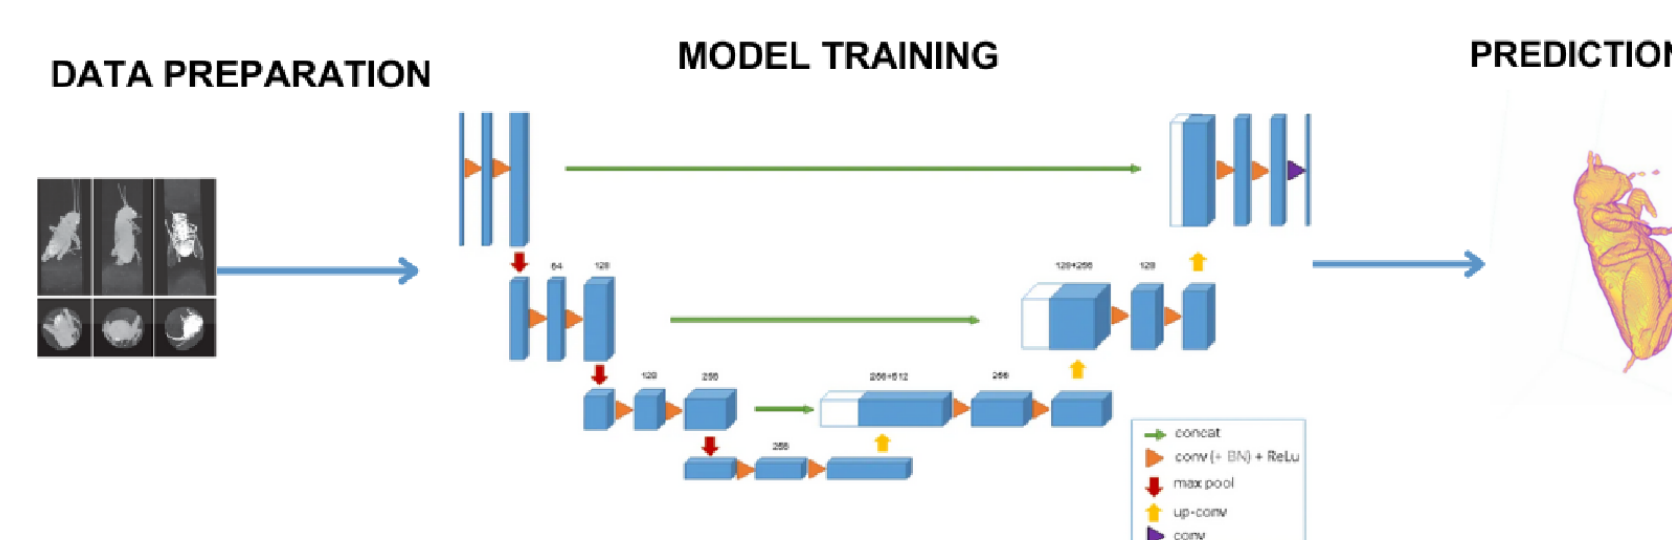 DATA PREPARATION
MODEL TRAINING
PREDICTION
64
128
128+256
128
128
256
256+512
256
256
concat
conv (+ BN) + ReLu
max pool
up-conv
conv